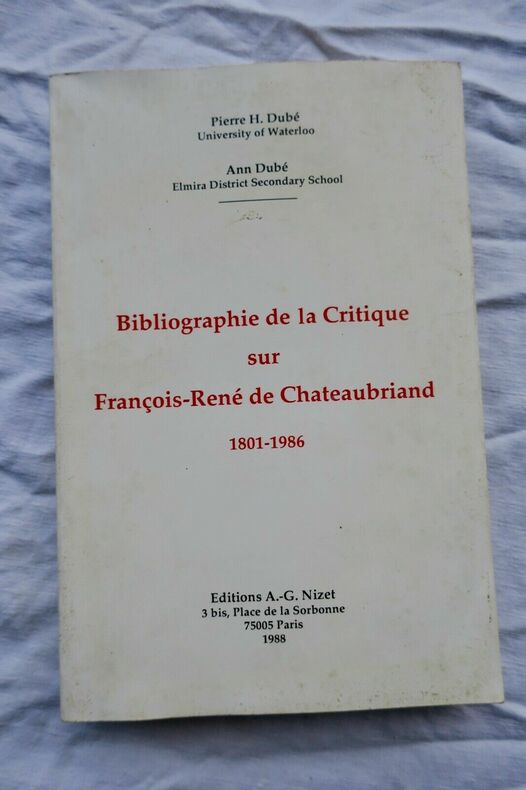 Pierre H. Dubé
University of Waterloo
Ann Dubé
Elmira District Secondary School
Bibliographie de la Critique
sur
François-René de Chateaubriand
1801-1986
Editions A.-G. Nizet
3 bis, Place de la Sorbonne
75005 Paris
1988